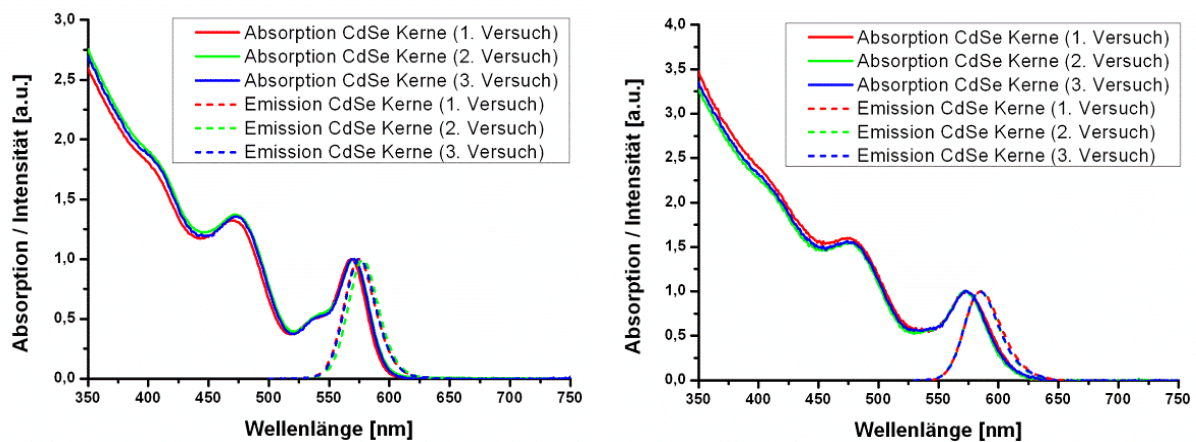 3,0
2,5
2,0
1,5
1,0
0,5
0,0
Absorption / Intensität [a.u.]
Absorption CdSe Kerne (1. Versuch)
Absorption CdSe Kerne (2. Versuch)
Absorption CdSe Kerne (3. Versuch)
Emission CdSe Kerne (1. Versuch)
Emission CdSe Kerne (2. Versuch)
Emission CdSe Kerne (3. Versuch)
350 400 450 500 550 600 650 700 750
Wellenlänge [nm]
4,0
3,5
3,0
2,5
2,0
1,5
1,0
0,5
0,0
Absorption / Intensität [a.u.]
Absorption CdSe Kerne (1. Versuch)
Absorption CdSe Kerne (2. Versuch)
Absorption CdSe Kerne (3. Versuch)
Emission CdSe Kerne (1. Versuch)
Emission CdSe Kerne (2. Versuch)
Emission CdSe Kerne (3. Versuch)
350 400 450 500 550 600 650 700 750
Wellenlänge [nm]